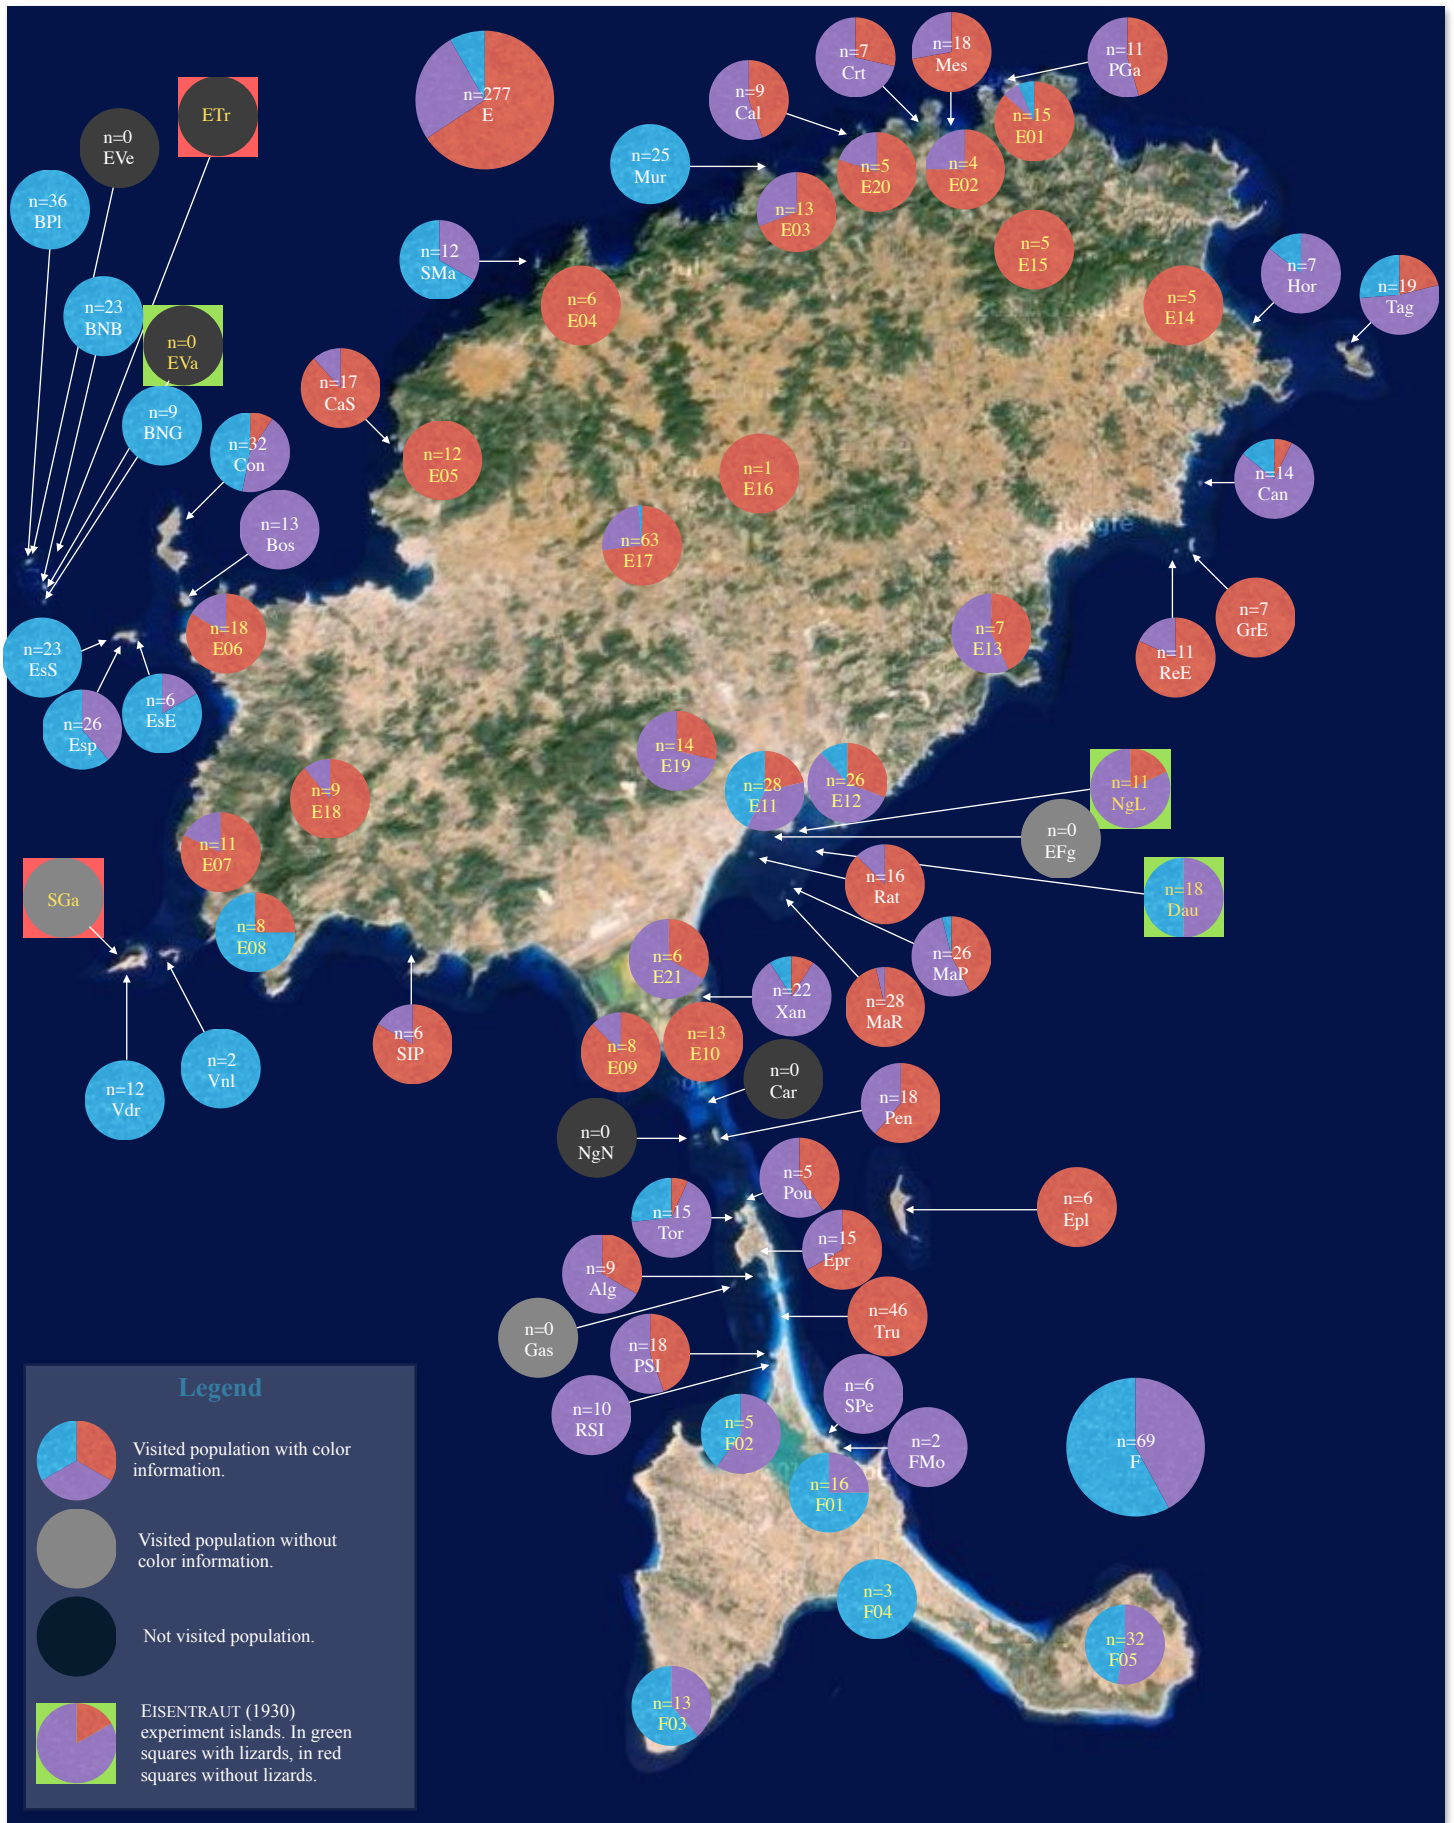 n=7
Crt
n=18
Mes
n=11
PGa
n=277
E
n=9
Cal
n=15
E01
ETr
n=0
EVe
n=25
Mur
n=5
E20
n=4
E02
n=36
BPl
n=13
E03
n=12
SMa
n=5
E15
n=7
Hor
n=19
Tag
n=23
BNB
n=6
E04
n=5
E14
n=0
EVa
n=17
CaS
n=9
BNG
n=32
Con
n=12
E05
n=1
E16
n=14
Can
Google
n=13
Bos
n=63
E17
n=7
GrE
n=18
E06
n=7
E13
n=11
ReE
n=23
EsS
n=6
EsE
n=26
Esp
n=14
E19
n=28
E11
n=26
E12
n=11
NgL
n=9
E18
n=0
EFg
n=11
E07
n=16
Rat
n=18
Dau
SGa
n=8
E08
n=6
E21
n=26
MaP
n=22
Xan
n=28
MaR
n=6
SIP
n=8
E09
n=13
E10
n=2
Vnl
n=12
Vdr
n=0
Car
n=18
Pen
n=0
NgN
n=5
Pou
n=15
Tor
n=6
Epl
n=15
Epr
n=9
Alg
n=0
Gas
n=46
Tru
n=18
PSI
n=6
SPe
n=10
RSI
n=5
F02
n=2
FMo
n=69
F
n=16
F01
n=3
F04
n=32
F05
n=13
F03
Legend
Visited population with color
information.
Visited population without
color information.
Not visited population.
EISENTRAUT (1930)
experiment islands. In green
squares with lizards, in red
squares without lizards.